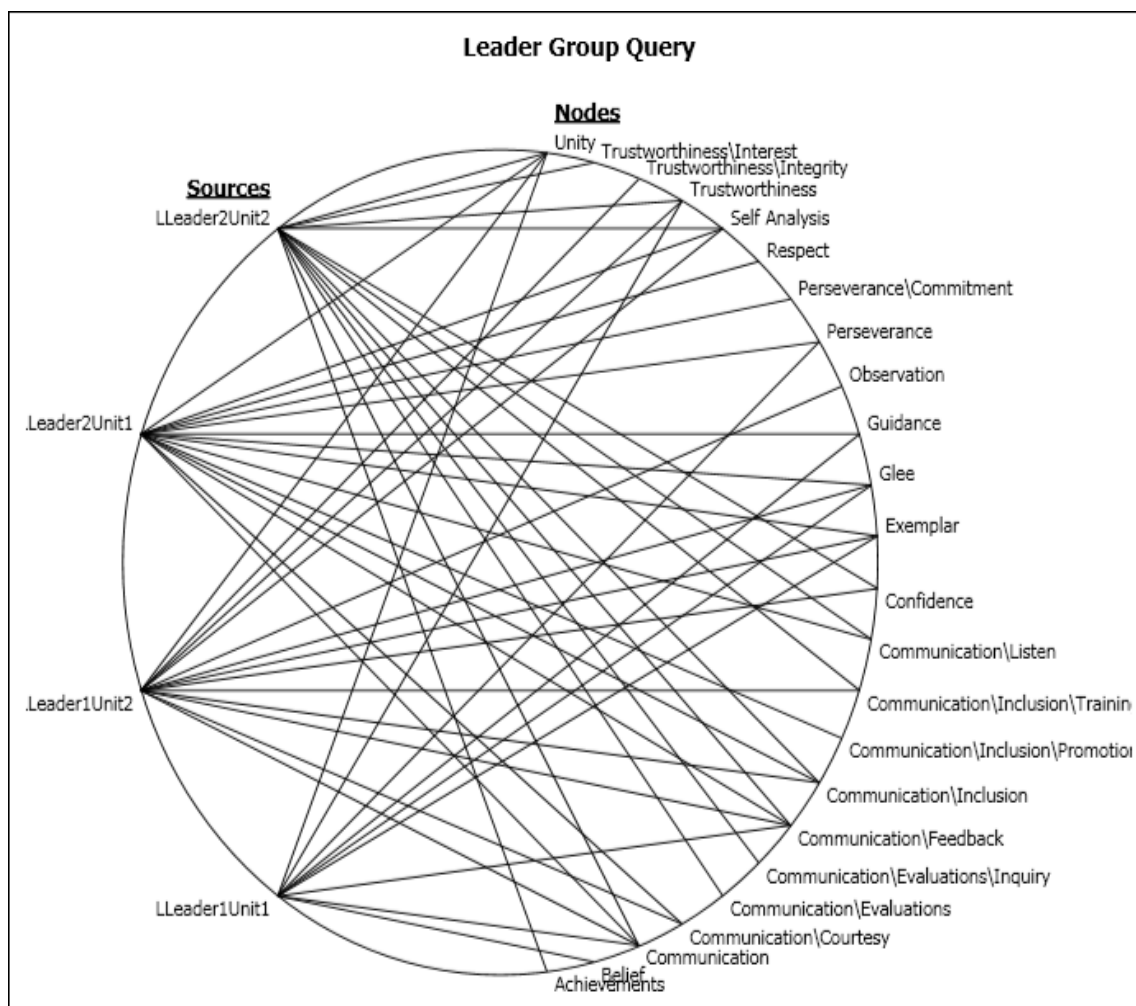 Leader Group Query
Nodes
Unity
Trustworthiness\Interest
Trustworthiness\Integrity
Sources
Trustworthiness
LLeader2Unit2
Self Analysis
Respect
Perseverance\Commitment
Perseverance
Observation
.Leader2Unit1
Guidance
Glee
Exemplar
Confidence
Communication\Listen
.Leader1Unit2
Communication\Inclusion\Trainin
Communication\Inclusion\Promotion
Communication\Inclusion
Communication\Feedback
Communication\Evaluations\Inquiry
LLeader1Unit1
Communication\Evaluations
Communication\Courtesy
Communication
Belief
Achievements